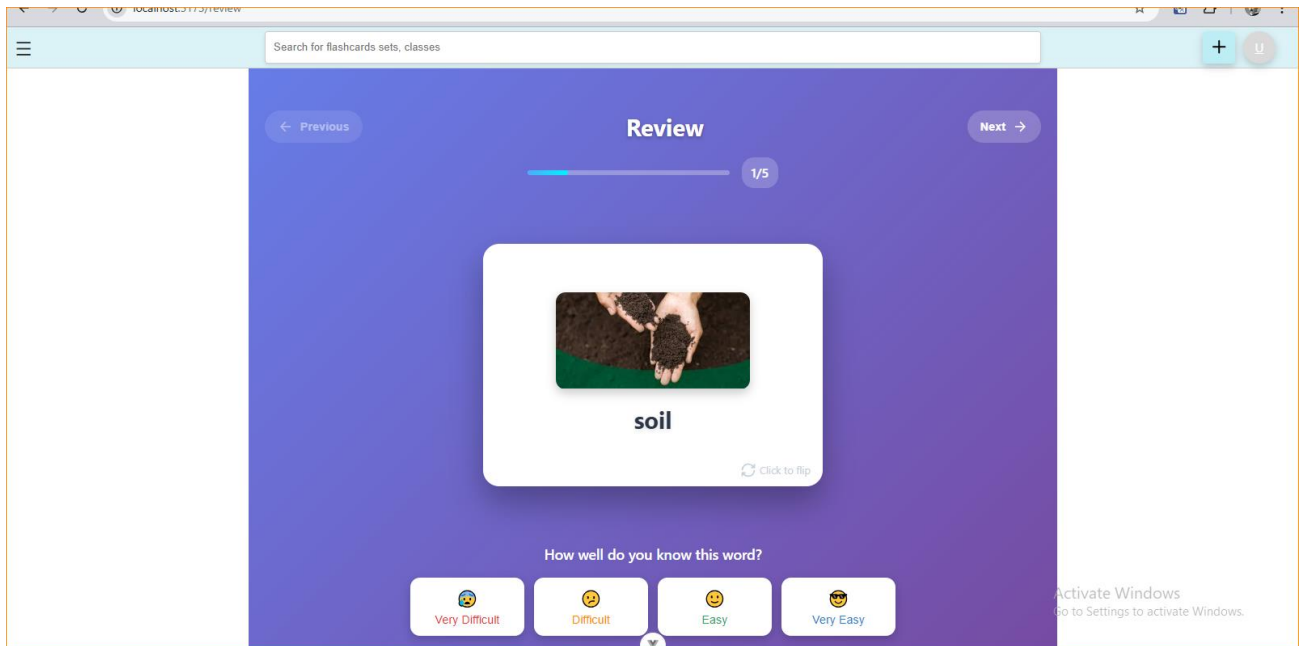 localhost:5173/review
Search for flashcards sets, classes
+
U
← Previous
Review
Next →
1/5
soil
Click to flip
How well do you know this word?
Very Difficult
Difficult
Easy
Very Easy
Activate Windows
Go to Settings to activate Windows.